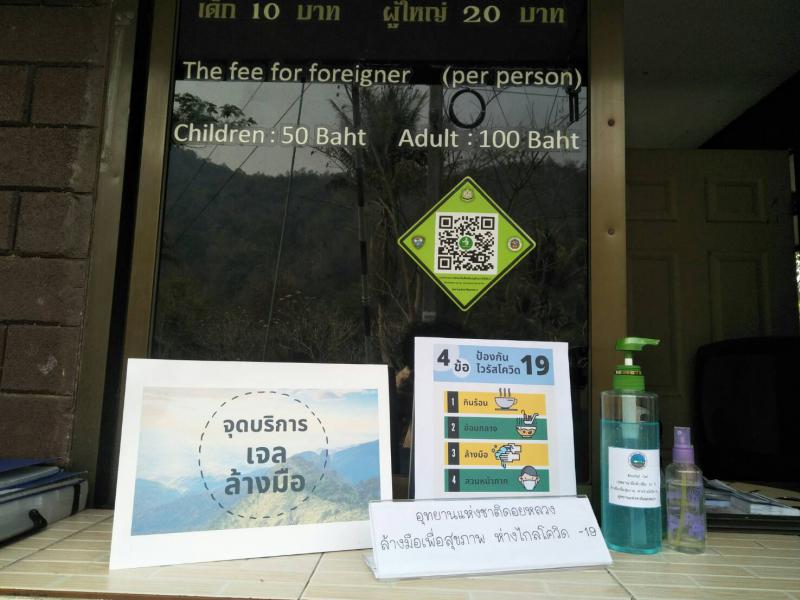 เด็ก 10 บาท ผู้ใหญ่ 20 บาท
The fee for foreigner (per person)
Children : 50 Baht Adult : 100 Baht
4 ข้อ ป้องกัน ไวรัสโควิด 19
1 กินร้อน
2 ช้อนกลาง
3 ล้างมือ
4 สวมหน้ากาก
จุดบริการ
เจล
ล้างมือ
อุทยานแห่งชาติดอยหลวง
ล้างมือเพื่อสุขภาพ ห่างไกลโควิด -19